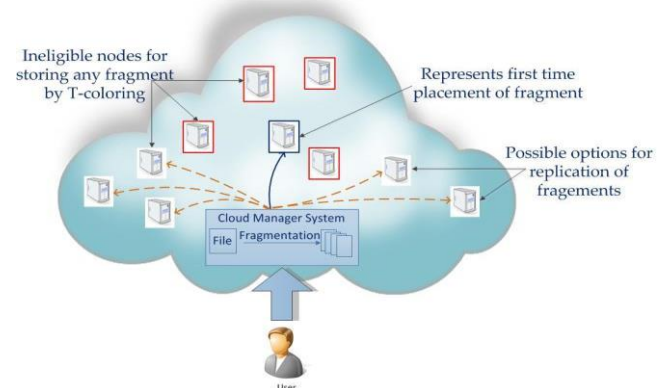 Ineligible nodes for
storing any fragment
by T-coloring
Represents first time
placement of fragment
Possible options for
replication of
fragements
Cloud Manager System
File
Fragmentation
User